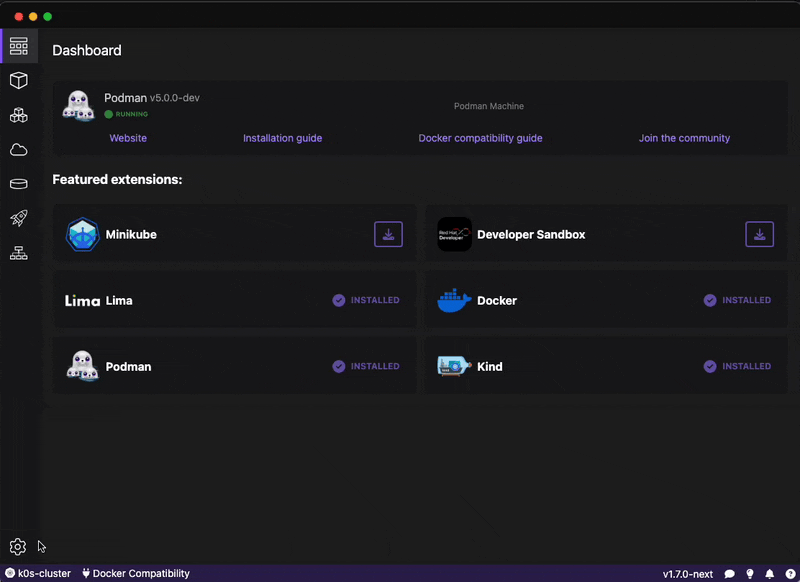 Dashboard
Podman v5.0.0-dev
RUNNING
Podman Machine
Website Installation guide Docker compatibility guide Join the community
Featured extensions:
Minikube
Red Hat
Developer
Developer Sandbox
Lima Lima INSTALLED
Docker INSTALLED
Podman INSTALLED
Kind INSTALLED
k0s-cluster Docker Compatibility v1.7.0-next